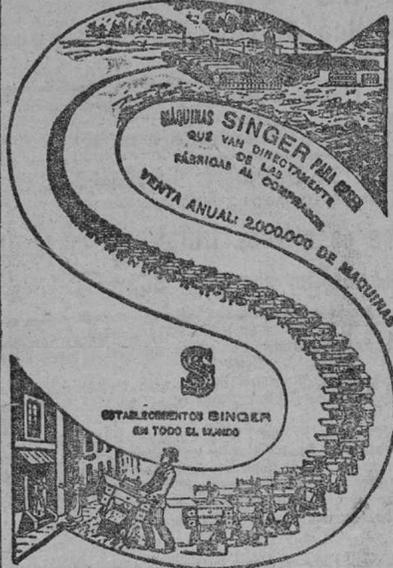 MÁQUINAS SINGER PARA COSER
QUE VAN DIRECTAMENTE
DE LAS
FÁBRICAS AL COMPRADOR
VENTA ANUAL: 2.000.000 DE MAQUINAS
S
ESTABLECIMIENTOS SINGER
EN TODO EL MUNDO